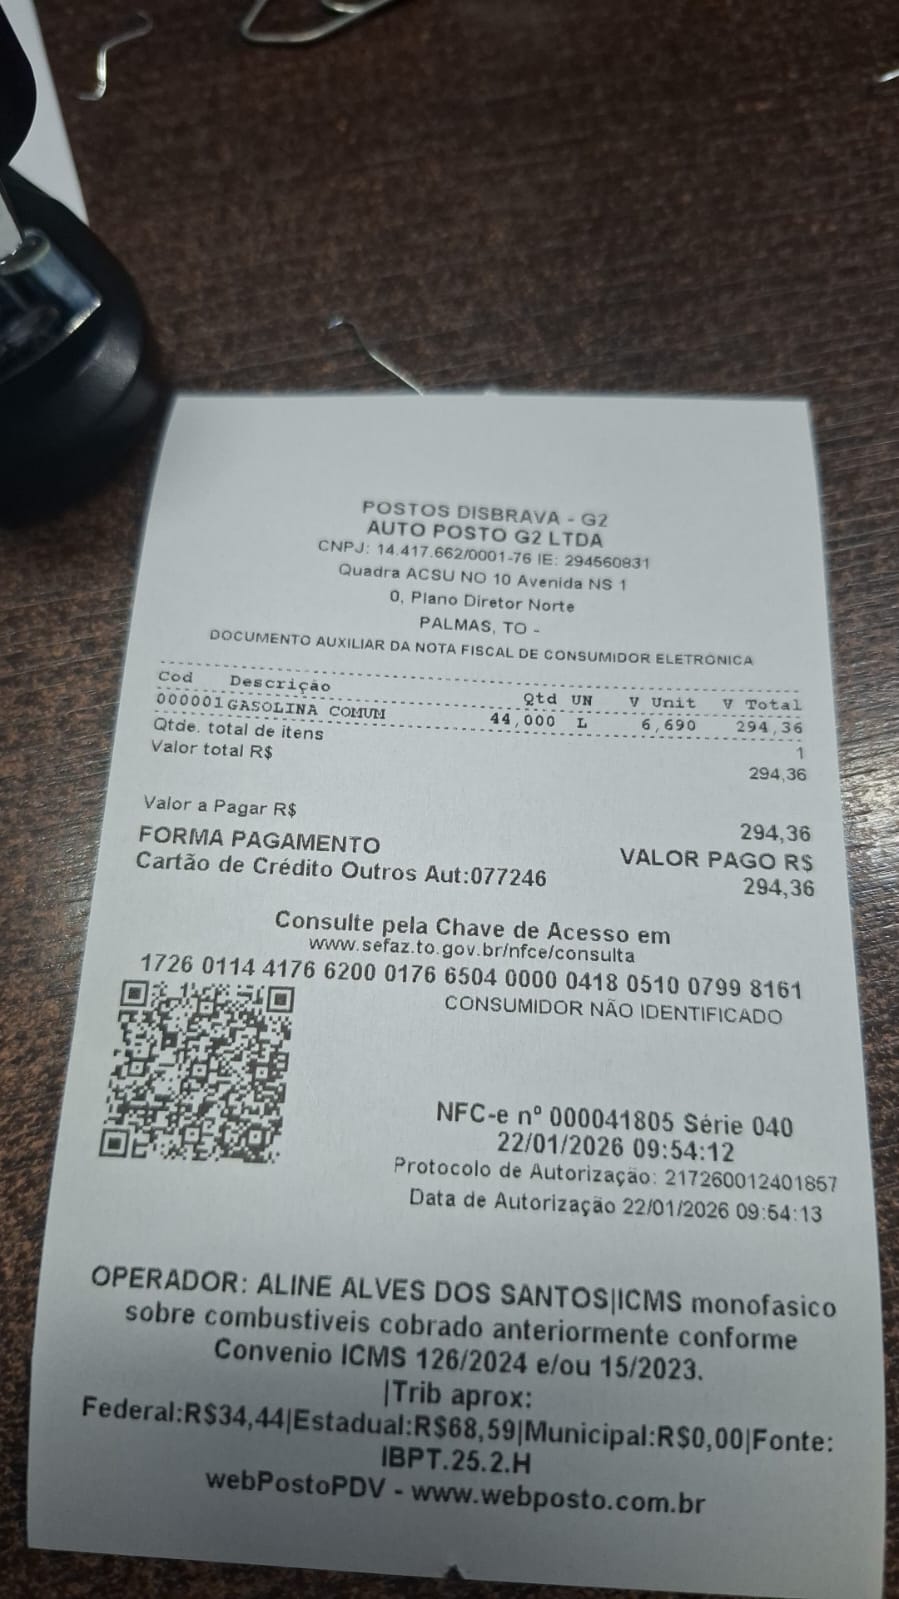 POSTOS DISBRAVA - G2
AUTO POSTO G2 LTDA
CNPJ: 14.417.662/0001-76 IE: 294560831
Quadra ACSU NO 10 Avenida NS 1
0, Plano Diretor Norte
PALMAS, TO -
DOCUMENTO AUXILIAR DA NOTA FISCAL DE CONSUMIDOR ELETRÔNICA
Cod Descrição Qtd UN V Unit V Total
000001 GASOLINA COMUM 44,000 L 6,690 294,36
Qtde. total de itens 1
Valor total R$ 294,36
Valor a Pagar R$ 294,36
FORMA PAGAMENTO VALOR PAGO R$
Cartão de Crédito Outros Aut:077246 294,36
Consulte pela Chave de Acesso em
www.sefaz.to.gov.br/nfce/consulta
1726 0114 4176 6200 0176 6504 0000 0418 0510 0799 8161
CONSUMIDOR NÃO IDENTIFICADO
NFC-e nº 000041805 Série 040
22/01/2026 09:54:12
Protocolo de Autorização: 217260012401857
Data de Autorização 22/01/2026 09:54:13
OPERADOR: ALINE ALVES DOS SANTOS|ICMS monofasico
sobre combustiveis cobrado anteriormente conforme
Convenio ICMS 126/2024 e/ou 15/2023.
|Trib aprox:
Federal:R$34,44|Estadual:R$68,59|Municipal:R$0,00|Fonte:
IBPT.25.2.H
webPostoPDV - www.webposto.com.br